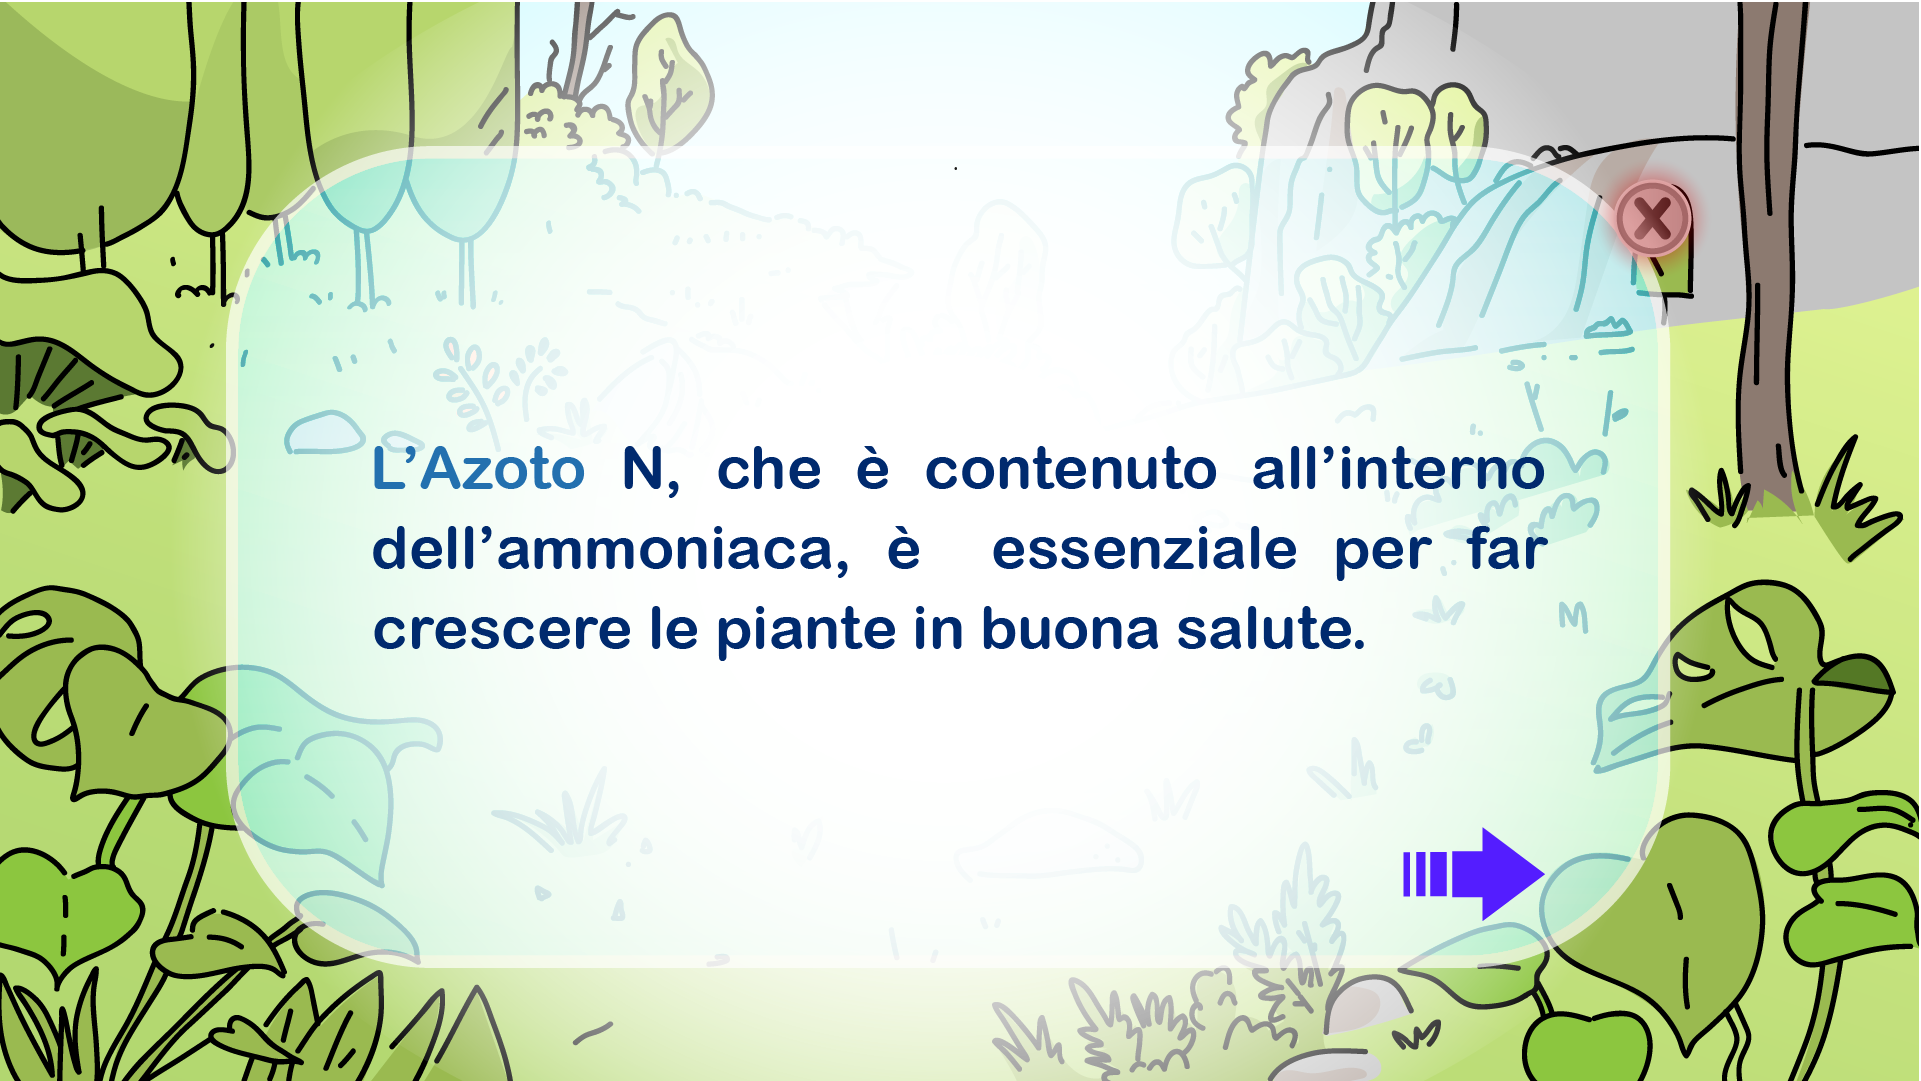 L’Azoto N, che è contenuto all’interno
dell’ammoniaca, è essenziale per far
crescere le piante in buona salute.